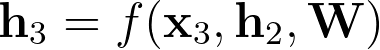 h₃ = f(x₃, h₂, W)